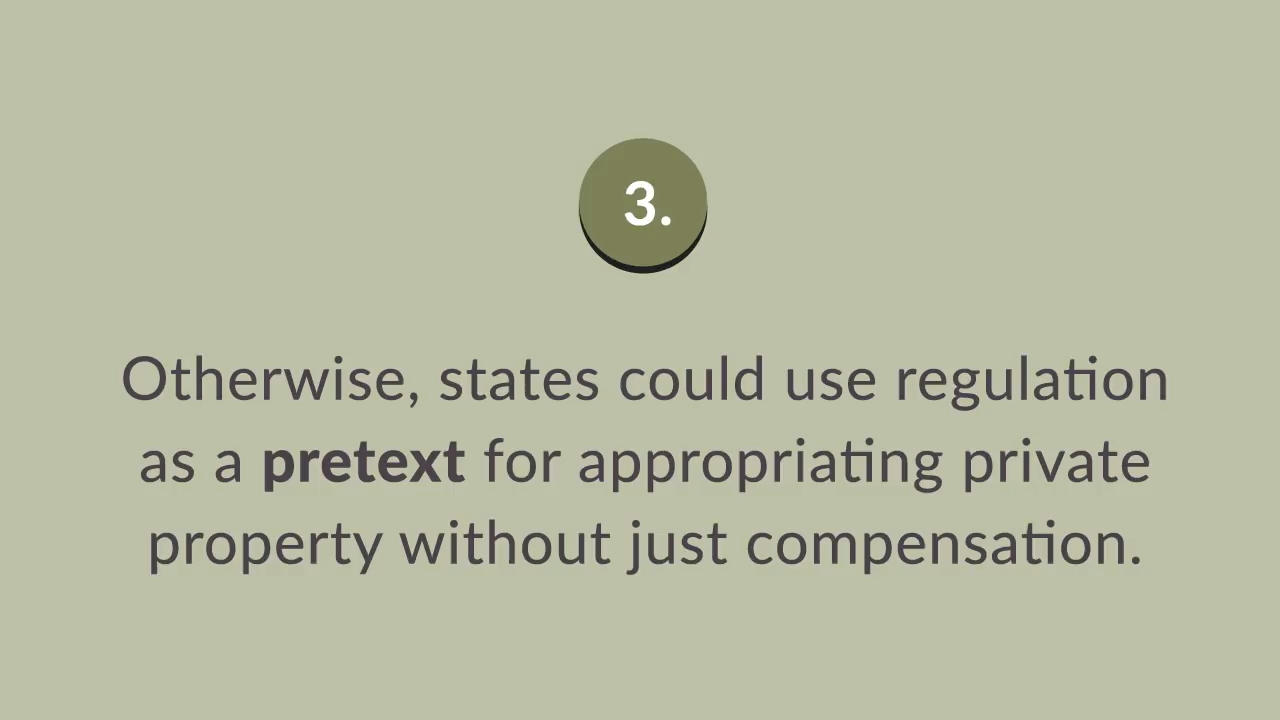 3.
Otherwise, states could use regulation
as a pretext for appropriating private
property without just compensation.